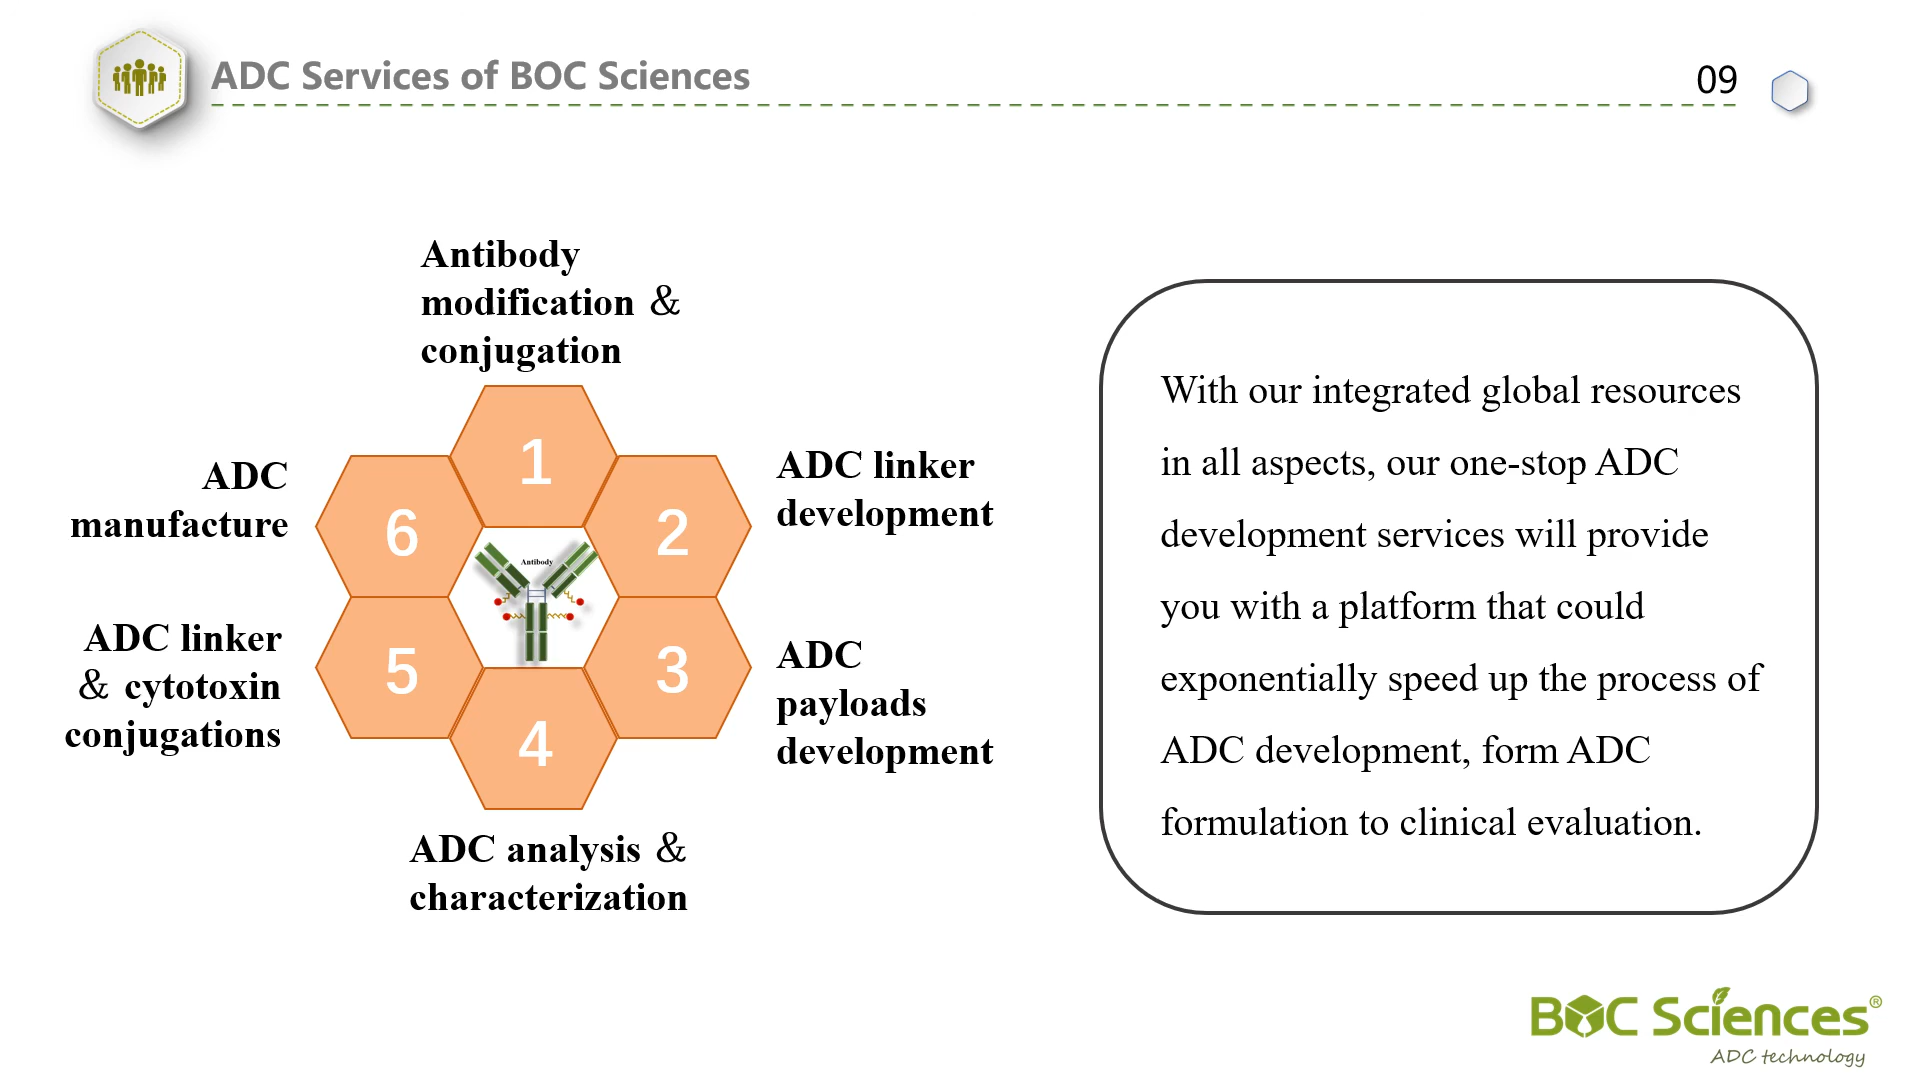 ADC Services of BOC Sciences
09
Antibody
modification &
conjugation
1
ADC linker
development
2
ADC
payloads
development
3
4
ADC analysis &
characterization
ADC linker
& cytotoxin
conjugations
5
ADC
manufacture
6
Antibody
With our integrated global resources
in all aspects, our one-stop ADC
development services will provide
you with a platform that could
exponentially speed up the process of
ADC development, form ADC
formulation to clinical evaluation.
BOC Sciences®
ADC technology